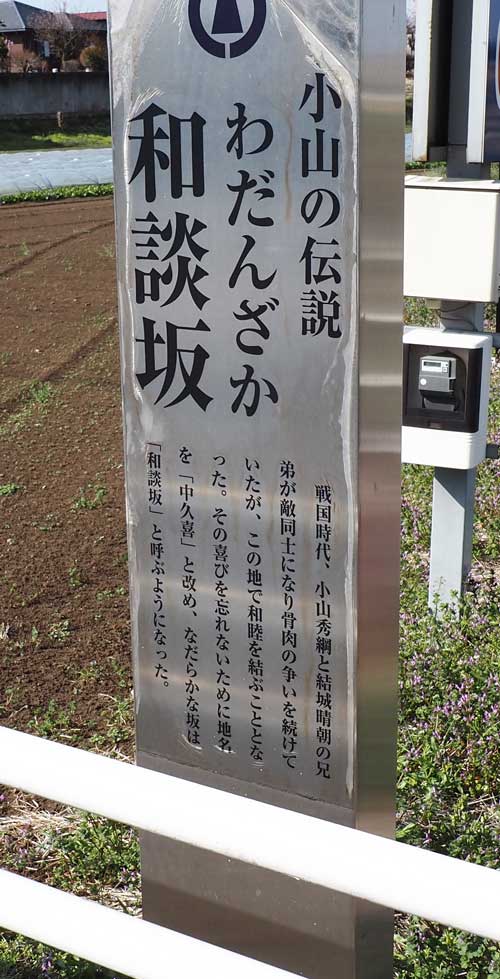 小山の伝説
わだんざか
和談坂
戦国時代、小山秀綱と結城晴朝の兄
弟が敵同士になり骨肉の争いを続けて
いたが、この地で和睦を結ぶこととな
った。その喜びを忘れないために地名
を「中久喜」と改め、なだらかな坂は
「和談坂」と呼ぶようになった。